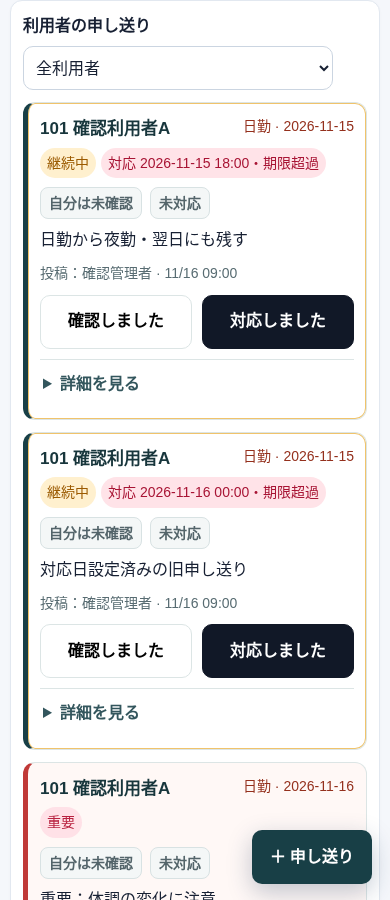 利用者の申し送り
全利用者
101 確認利用者A 日勤 · 2026-11-15
継続中 対応 2026-11-15 18:00・期限超過
自分は未確認 未対応
日勤から夜勤・翌日にも残す
投稿：確認管理者 · 11/16 09:00
確認しました 対応しました
▶ 詳細を見る
101 確認利用者A 日勤 · 2026-11-15
継続中 対応 2026-11-16 00:00・期限超過
自分は未確認 未対応
対応日設定済みの旧申し送り
投稿：確認管理者 · 11/16 09:00
確認しました 対応しました
▶ 詳細を見る
101 確認利用者A 日勤 · 2026-11-16
重要
自分は未確認 未対応
＋ 申し送り
重要：体調の変化に注意